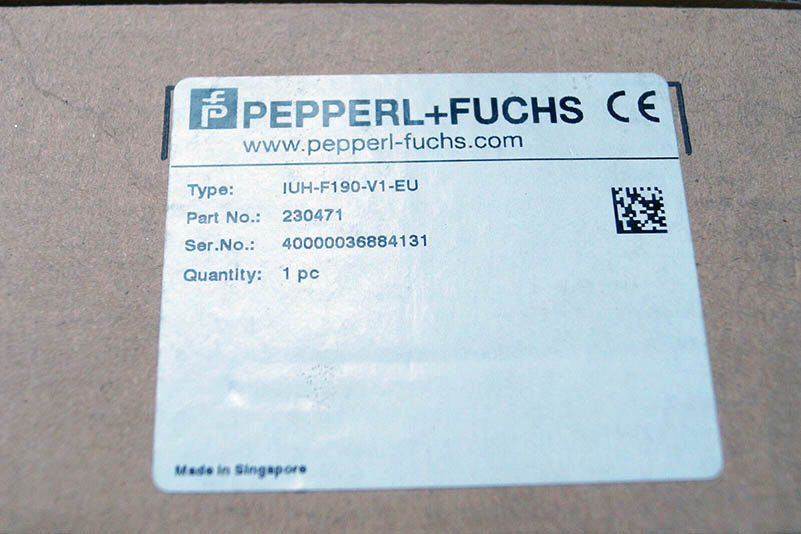 PEPPERL+FUCHS CE
www.pepperl-fuchs.com
Type: IUH-F190-V1-EU
Part No.: 230471
Ser.No.: 40000036884131
Quantity: 1 pc
Made in Singapore